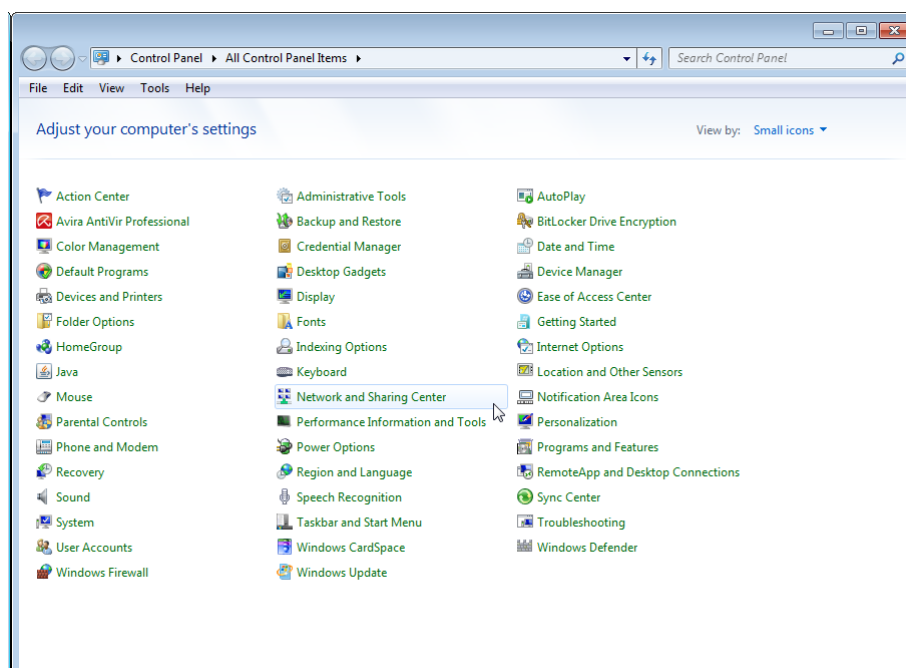 Control Panel All Control Panel Items Search Control Panel
File Edit View Tools Help
Adjust your computer's settings View by: Small icons
Action Center Administrative Tools AutoPlay
Avira AntiVir Professional Backup and Restore BitLocker Drive Encryption
Color Management Credential Manager Date and Time
Default Programs Desktop Gadgets Device Manager
Devices and Printers Display Ease of Access Center
Folder Options Fonts Getting Started
HomeGroup Indexing Options Internet Options
Java Keyboard Location and Other Sensors
Mouse Network and Sharing Center Notification Area Icons
Parental Controls Performance Information and Tools Personalization
Phone and Modem Power Options Programs and Features
Recovery Region and Language RemoteApp and Desktop Connections
Sound Speech Recognition Sync Center
System Taskbar and Start Menu Troubleshooting
User Accounts Windows CardSpace Windows Defender
Windows Firewall Windows Update